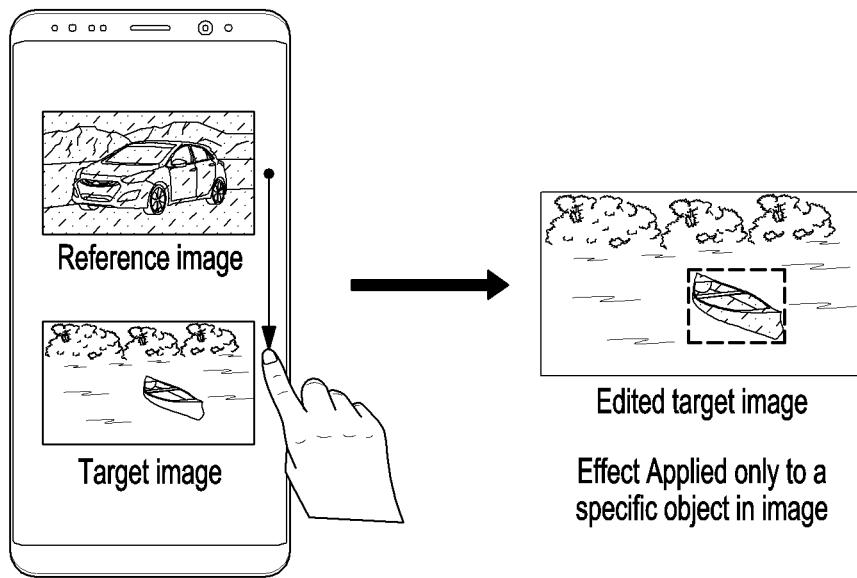 Reference image
Target image
Edited target image
Effect Applied only to a
specific object in image